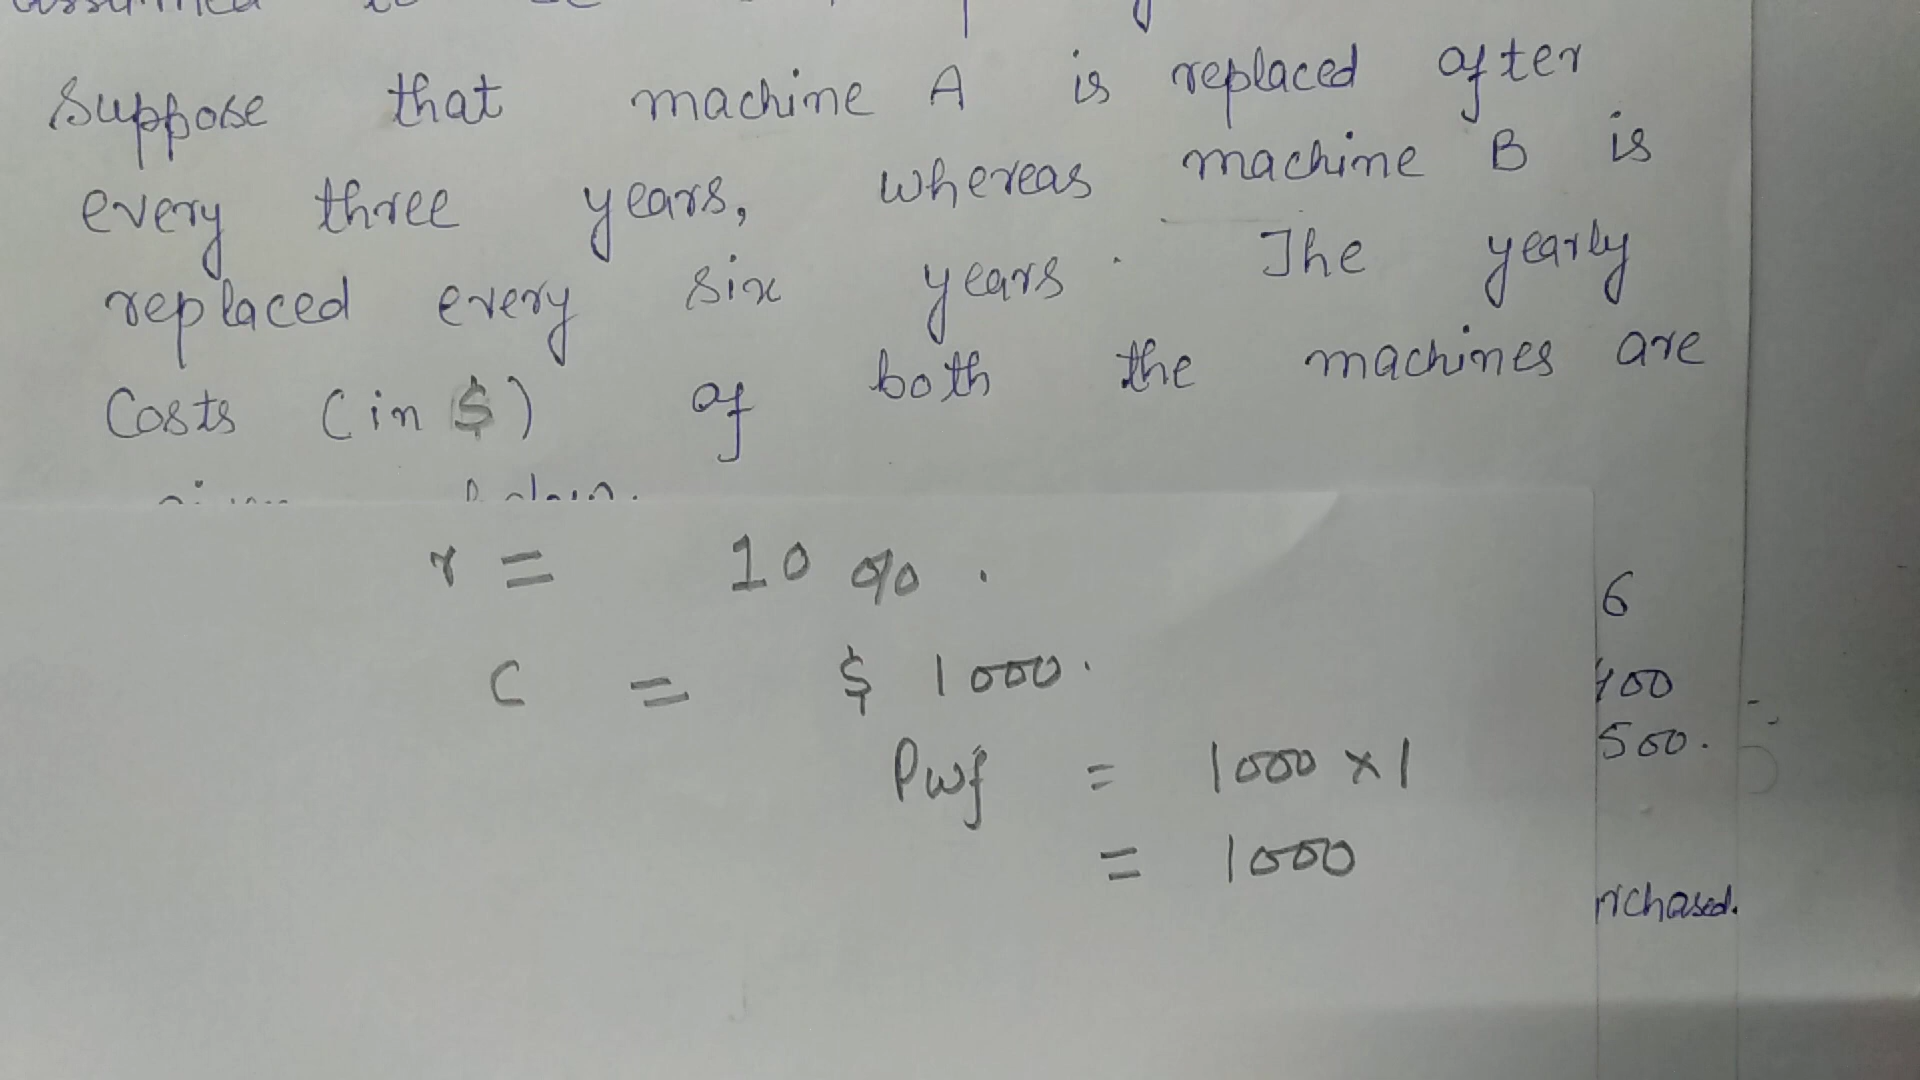 Suppose that machine A is replaced after
every three years, whereas machine B is
replaced every six years. The yearly
Costs (in $) of both the machines are
r = 10 %.
6
C = $ 1000.
400
500.
Pwf = 1000 x 1
= 1000
rchased.